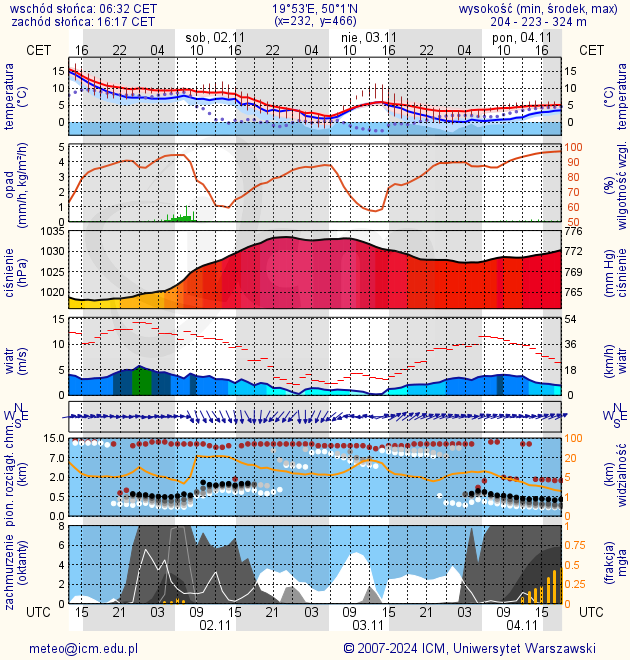 wschód słońca: 06:32 CET 19°53'E, 50°1'N wysokość (min, środek, max)
zachód słońca: 16:17 CET (x=232, y=466) 204 - 223 - 324 m
sob, 02.11 nie, 03.11 pon, 04.11
CET 16 22 04 10 16 22 04 10 16 22 04 10 16 CET
temperatura (°C) 15 10 5 0 15 10 5 0 temperatura (°C)
opad (mm/h, kg/m²/h) 5 4 3 2 1 0 100 90 80 70 60 50 wilgotność wzgl. (%)
ciśnienie (hPa) 1035 1030 1025 1020 776 772 769 765 ciśnienie (mm Hg)
wiatr (m/s) 15 10 5 0 54 36 18 0 wiatr (km/h)
N W E S N W E S
pion. rozciągł. chm. (km) 15.0 7.0 2.0 0.5 0.0 100 20 5 1 0 widzialność (km)
zachmurzenie (oktanty) 8 6 4 2 0 1 0.75 0.5 0.25 0 mgła (frakcja)
UTC 15 21 03 09 15 21 03 09 15 21 03 09 15 UTC
02.11 03.11 04.11
meteo@icm.edu.pl © 2007-2024 ICM, Uniwersytet Warszawski